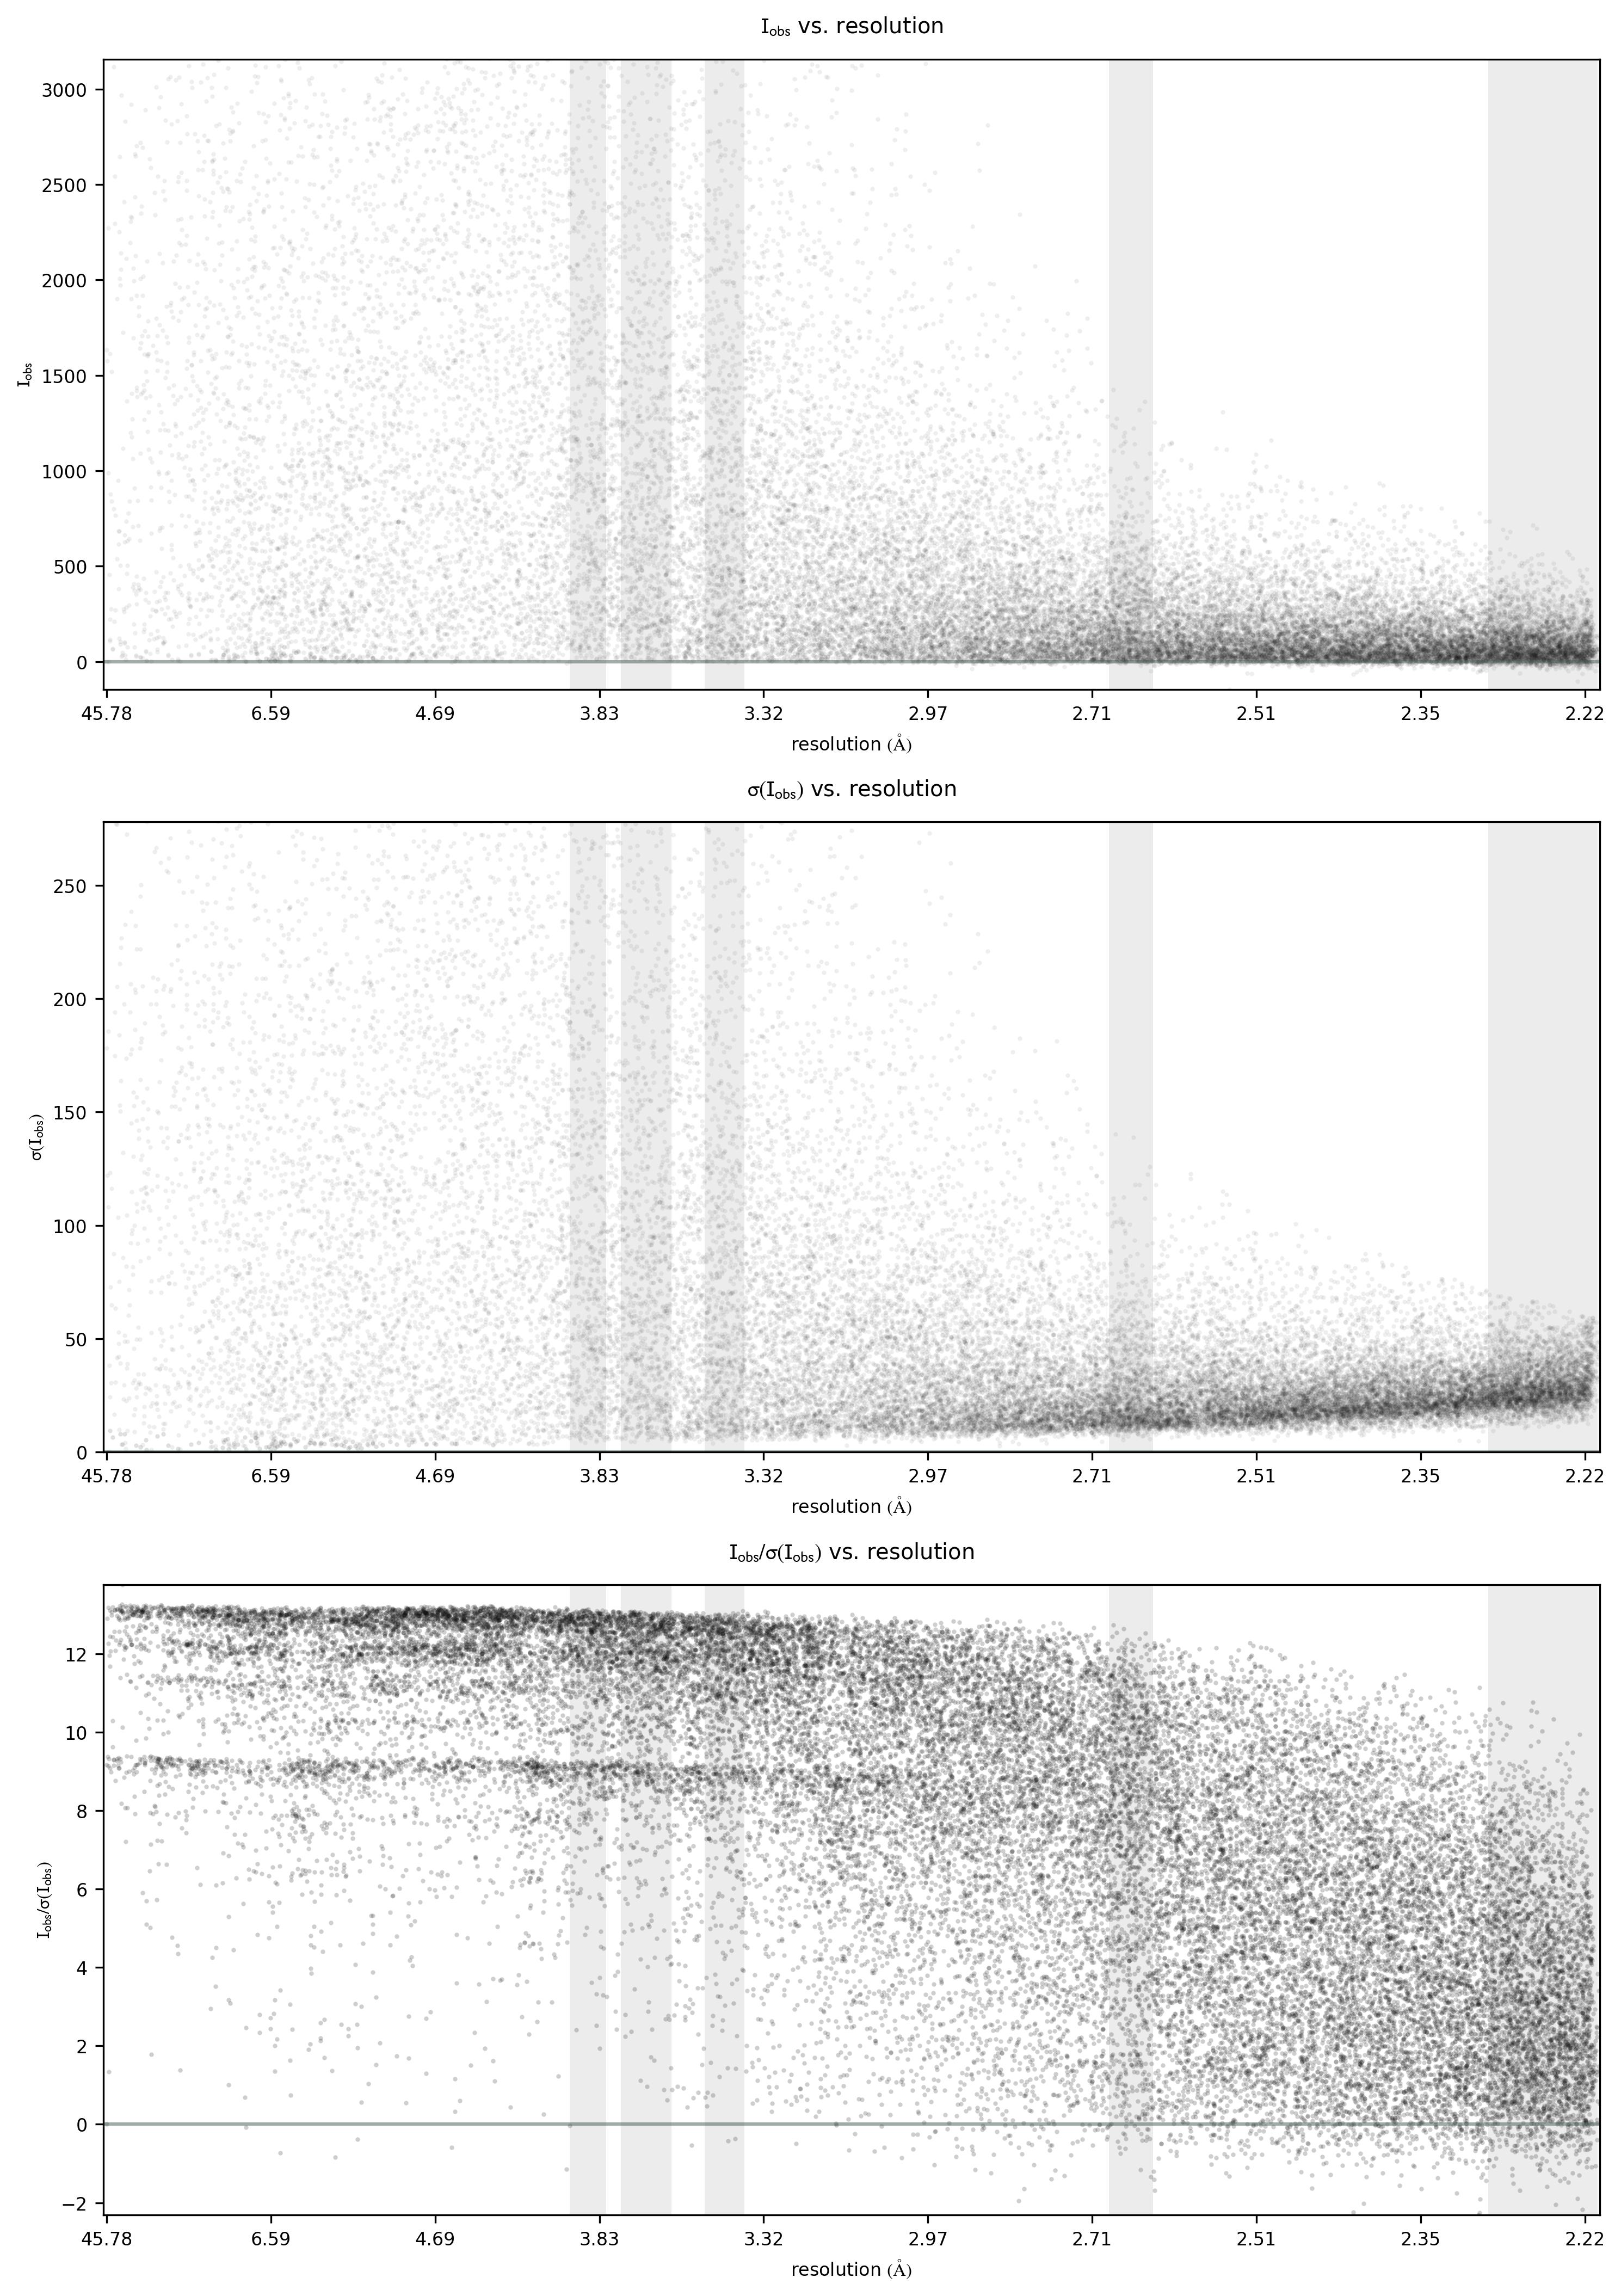 Iobs vs. resolution
3000
2500
2000
1500
1000
500
0
Iobs
45.78 6.59 4.69 3.83 3.32 2.97 2.71 2.51 2.35 2.22
resolution (Å)
σ(Iobs) vs. resolution
250
200
150
100
50
0
σ(Iobs)
45.78 6.59 4.69 3.83 3.32 2.97 2.71 2.51 2.35 2.22
resolution (Å)
Iobs/σ(Iobs) vs. resolution
12
10
8
6
4
2
0
−2
Iobs/σ(Iobs)
45.78 6.59 4.69 3.83 3.32 2.97 2.71 2.51 2.35 2.22
resolution (Å)